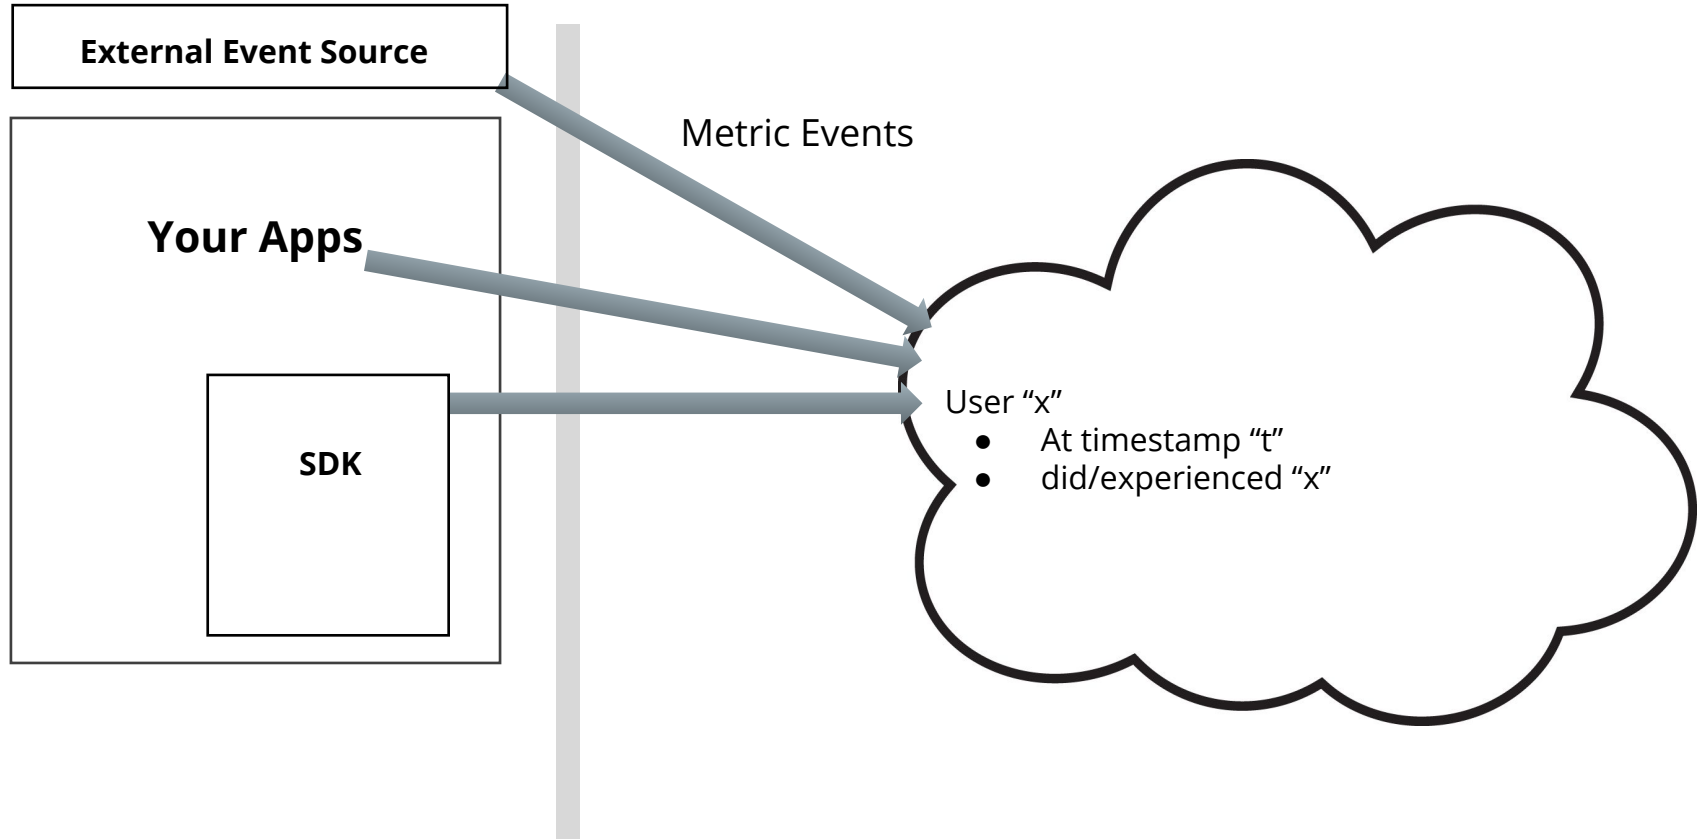 External Event Source
Metric Events
Your Apps
SDK
User “x”
● At timestamp “t”
● did/experienced “x”